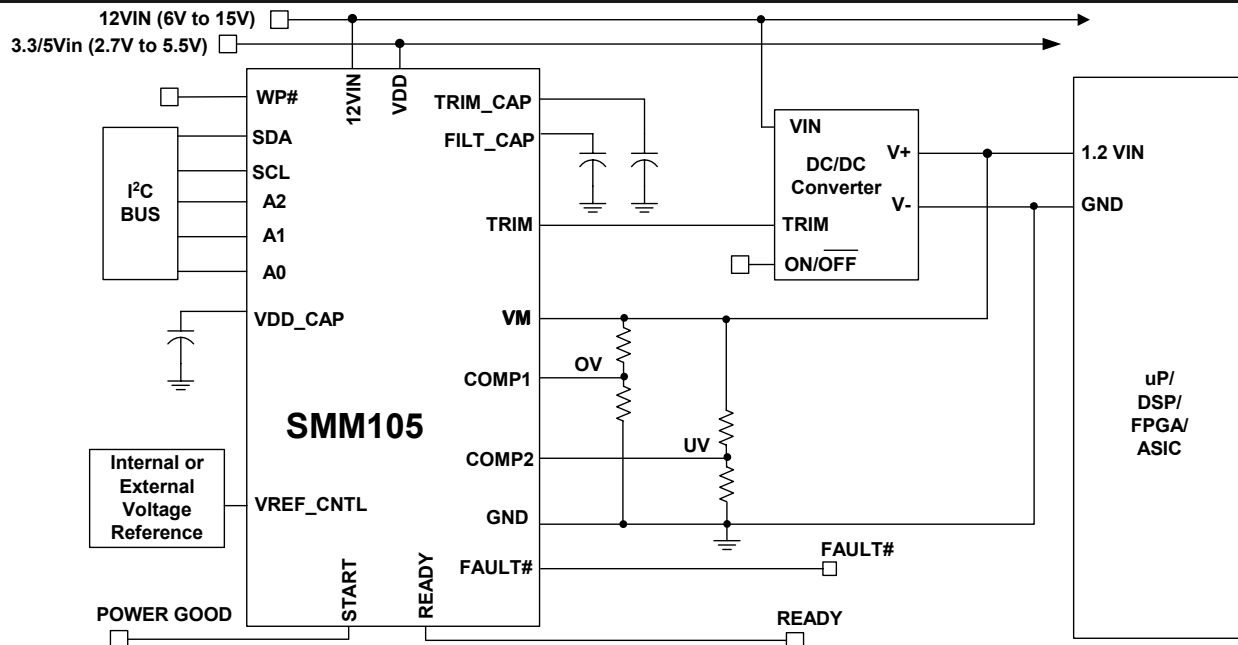 12VIN (6V to 15V)
3.3/5Vin (2.7V to 5.5V)
WP#
12VIN
VDD
TRIM_CAP
FILT_CAP
SDA
SCL
A2
A1
A0
I²C
BUS
VDD_CAP
TRIM
VIN
DC/DC
Converter
V+
V-
TRIM
ON/OFF
1.2 VIN
GND
VM
OV
COMP1
SMM105
UV
COMP2
uP/
DSP/
FPGA/
ASIC
Internal or
External
Voltage
Reference
VREF_CNTL
GND
FAULT#
FAULT#
START
READY
POWER GOOD
READY